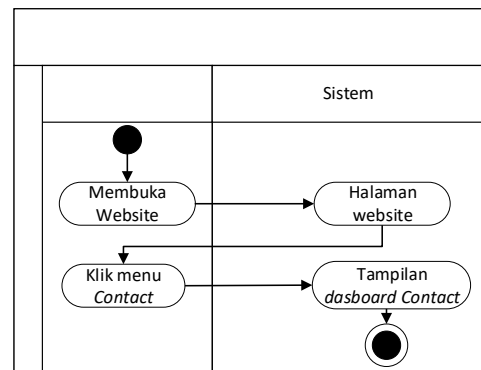 Sistem
Membuka
Website
Halaman
website
Klik menu
Contact
Tampilan
dasboard Contact